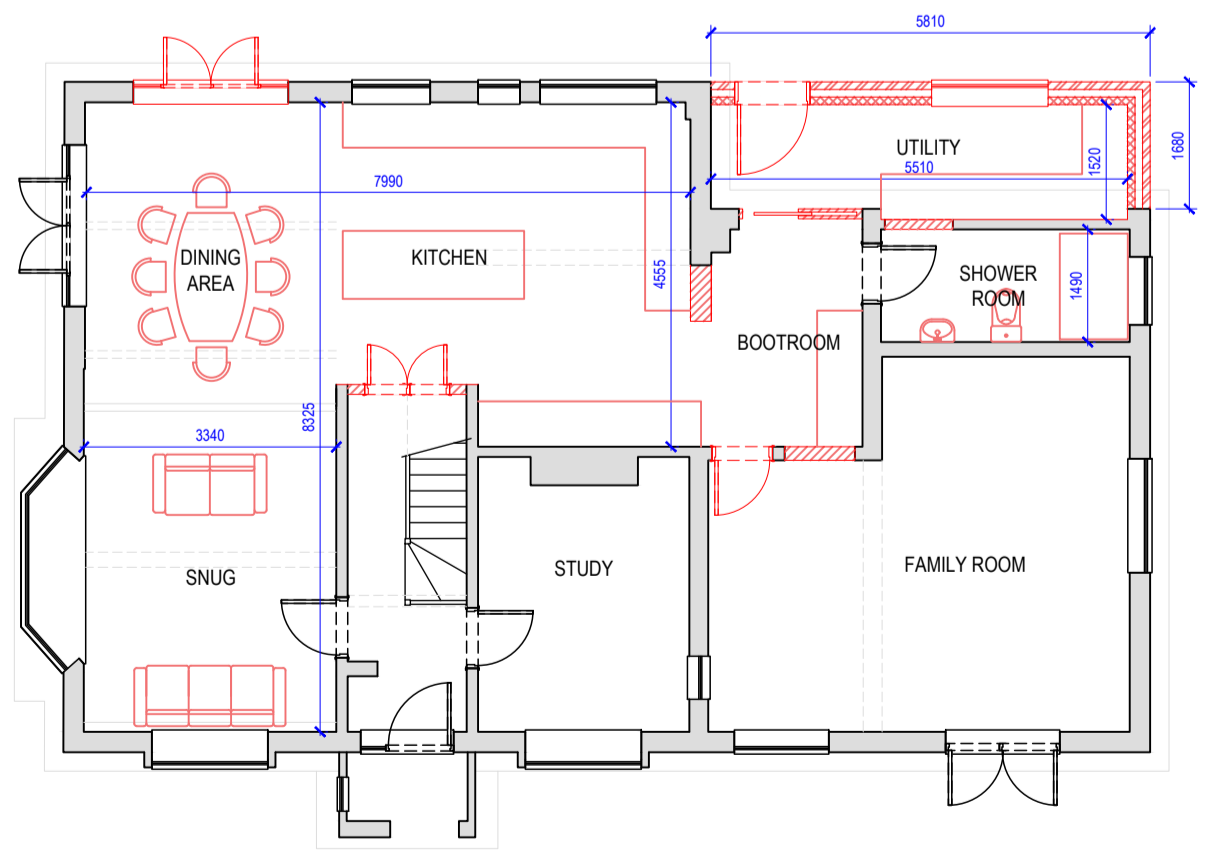 5810
UTILITY
5510
1520
1680
7990
DINING
AREA
KITCHEN
4555
SHOWER
ROOM
1490
BOOTROOM
8325
3340
SNUG
STUDY
FAMILY ROOM